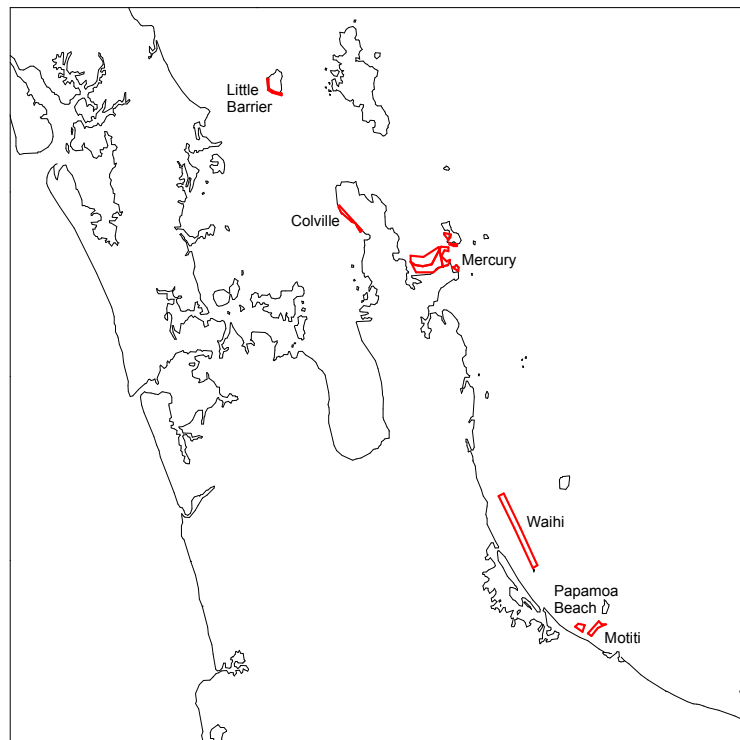 Little
Barrier
Colville
Mercury
Waihi
Papamoa
Beach
Motiti